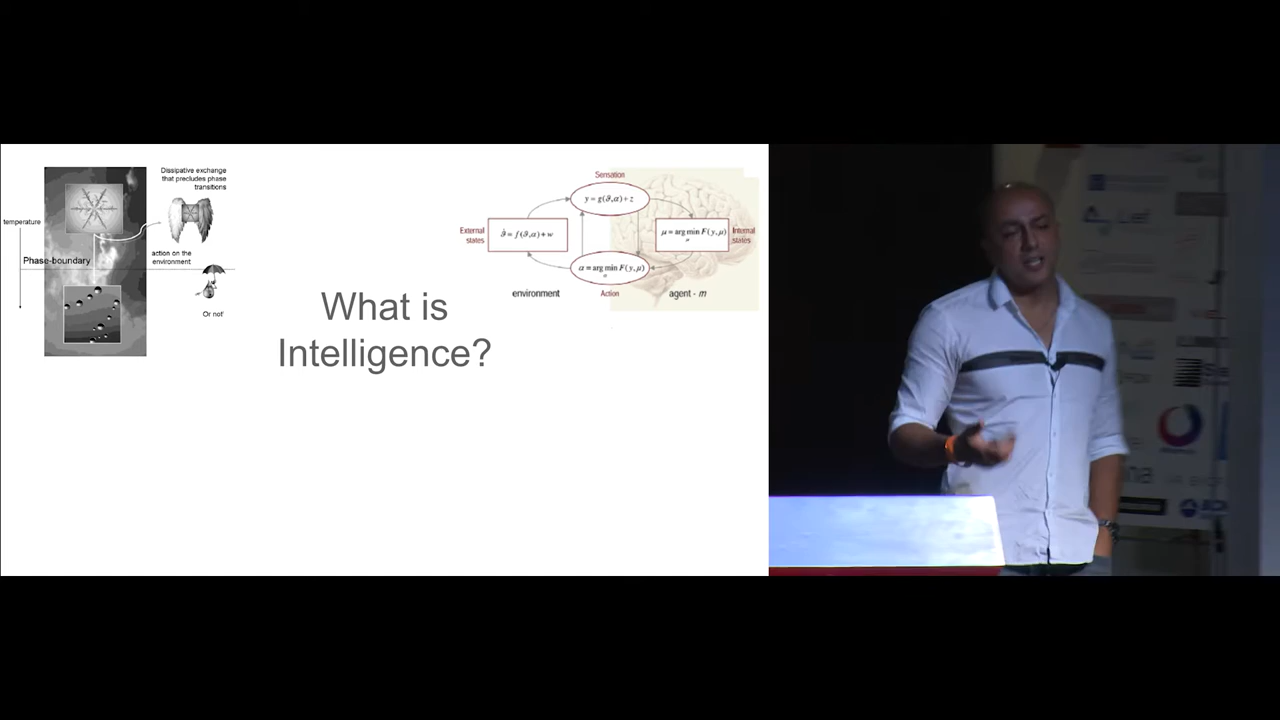 Dissipative exchange
that precludes phase
transitions
temperature
Phase-boundary
action on the
environment
Or not!
What is
Intelligence?
Sensation
y = g(ϑ,α) + z
External
states
ϑ̇ = f(ϑ,α) + w
μ = arg min F(y,μ)
Internal
states
α = arg min F(y,μ)
environment
Action
agent - m